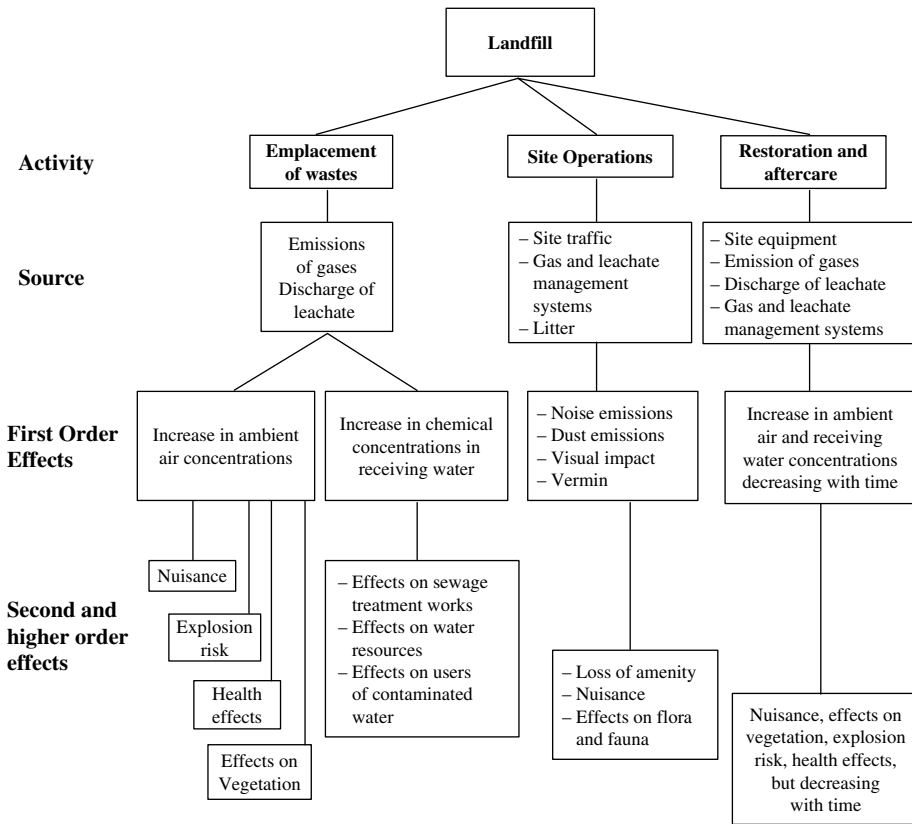 Landfill
Activity
Emplacement
of wastes
Site Operations
Restoration and
aftercare
Source
Emissions
of gases
Discharge of
leachate
– Site traffic
– Gas and leachate
management
systems
– Litter
– Site equipment
– Emission of gases
– Discharge of leachate
– Gas and leachate
management systems
First Order
Effects
Increase in ambient
air concentrations
Increase in chemical
concentrations in
receiving water
– Noise emissions
– Dust emissions
– Visual impact
– Vermin
Increase in ambient
air and receiving
water concentrations
decreasing with time
Second and
higher order
effects
Nuisance
Explosion
risk
Health
effects
Effects on
Vegetation
– Effects on sewage
treatment works
– Effects on water
resources
– Effects on users
of contaminated
water
– Loss of amenity
– Nuisance
– Effects on flora
and fauna
Nuisance, effects on
vegetation, explosion
risk, health effects,
but decreasing
with time